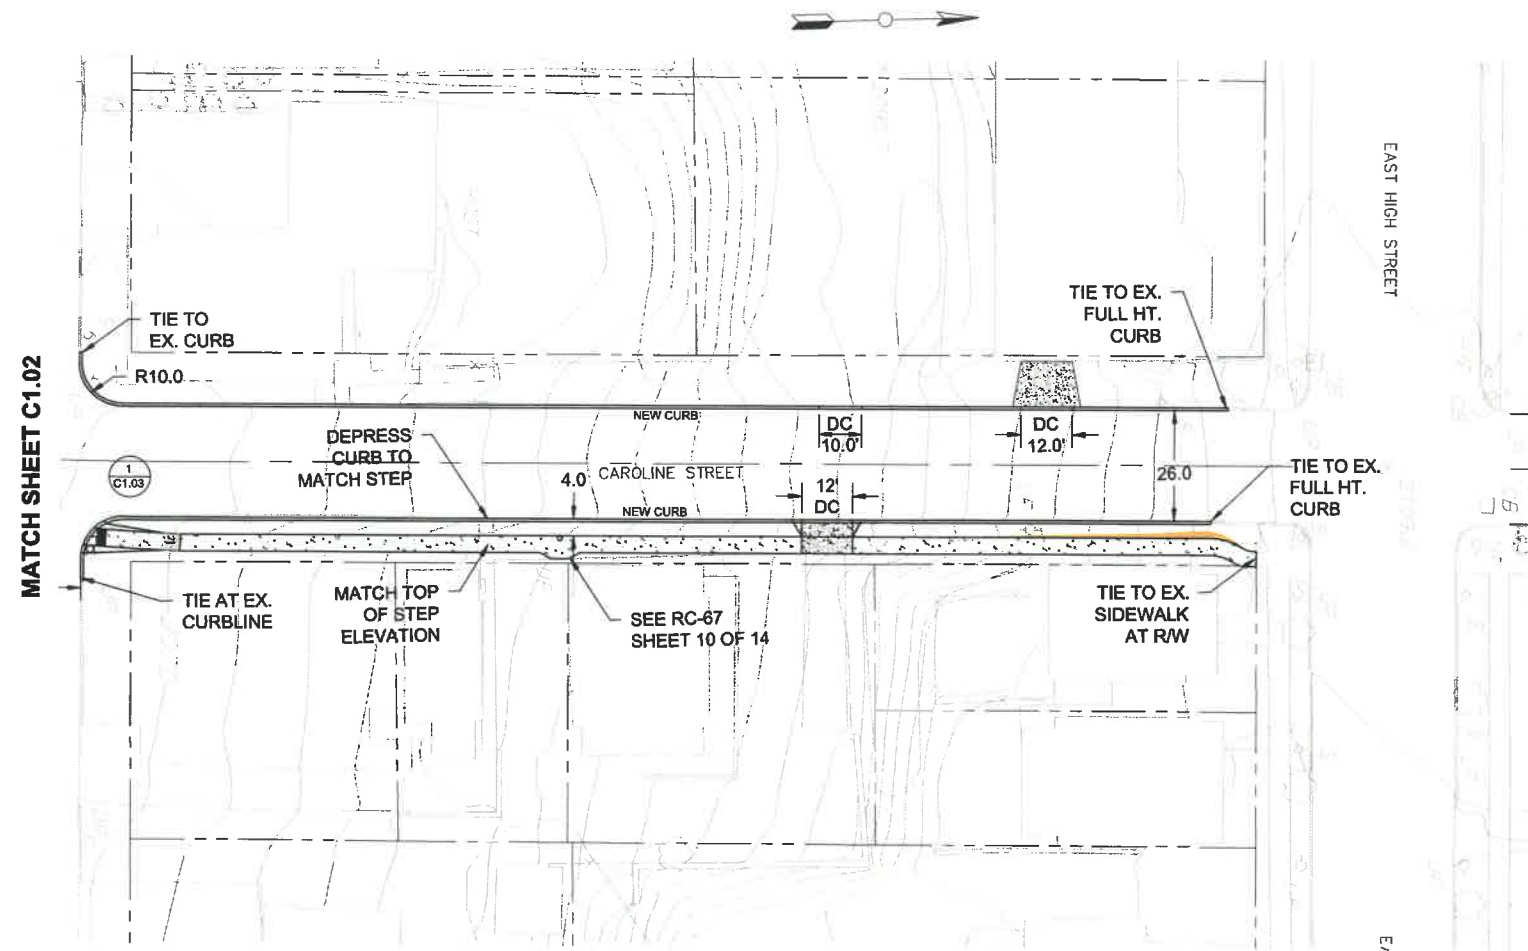 EAST HIGH STREET
TIE TO EX.
FULL HT.
CURB
TIE TO
EX. CURB
R10.0
MATCH SHEET C1.02
NEW CURB
DC
10.0'
DC
12.0'
DEPRESS
CURB TO
MATCH STEP
1
C1.03
4.0
CAROLINE STREET
12'
DC
26.0
TIE TO EX.
FULL HT.
CURB
NEW CURB
TIE AT EX.
CURBLINE
MATCH TOP
OF STEP
ELEVATION
SEE RC-67
SHEET 10 OF 14
TIE TO EX.
SIDEWALK
AT R/W